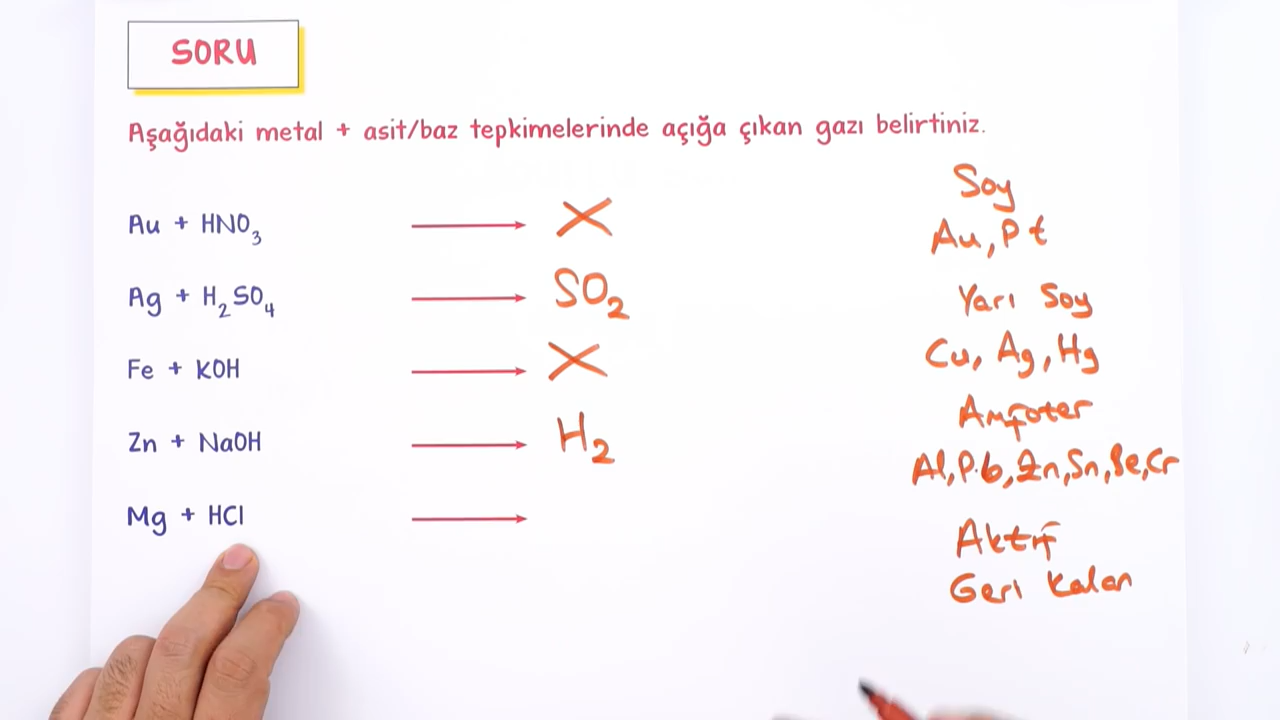 SORU
Aşağıdaki metal + asit/baz tepkimelerinde açığa çıkan gazı belirtiniz.
Au + HNO₃ → X
Ag + H₂SO₄ → SO₂
Fe + KOH → X
Zn + NaOH → H₂
Mg + HCl →
Soy
Au, Pt
Yarı Soy
Cu, Ag, Hg
Amfoter
Al, Pb, Zn, Sn, Be, Cr
Aktif
Geri Kalan